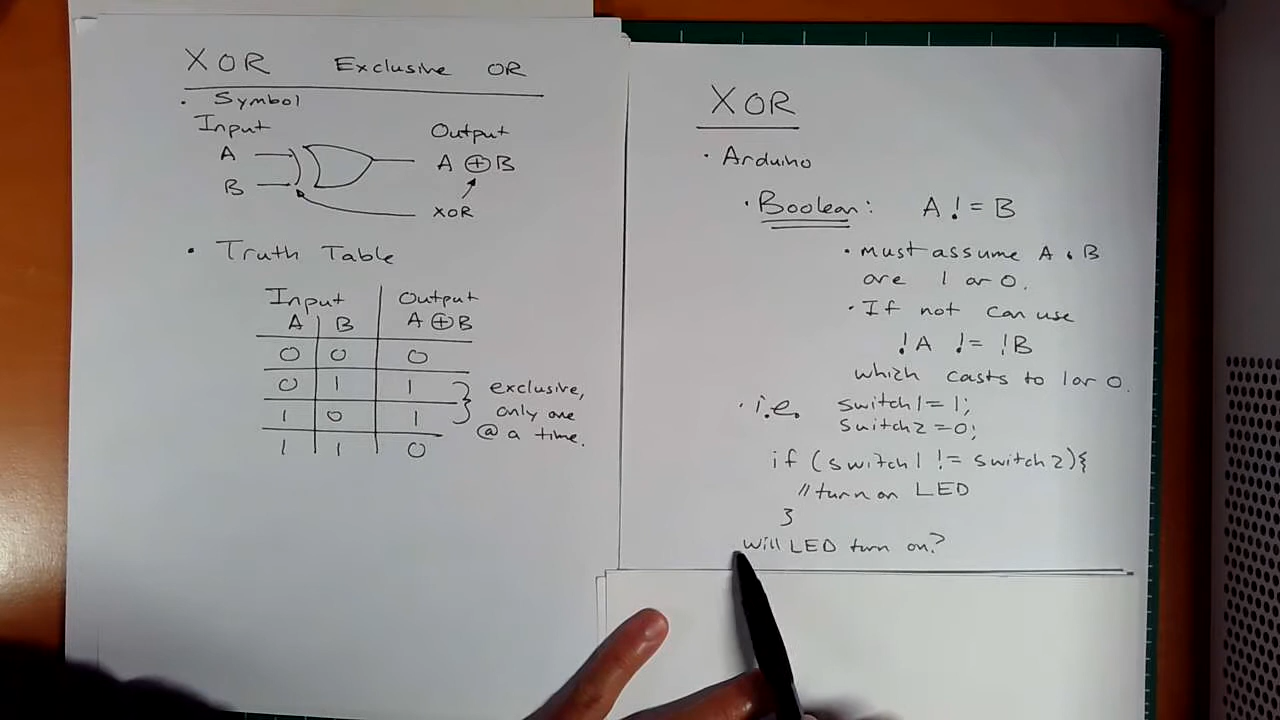 XOR Exclusive OR
• Symbol
Input Output
A A ⊕ B
B
XOR
• Truth Table
Input Output
A B A ⊕ B
0 0 0
0 1 1
1 0 1
1 1 0
exclusive,
only one
@ a time.
XOR
• Arduino
• Boolean: A != B
• must assume A & B
are 1 or 0.
• If not can use
!A != !B
which casts to 1 or 0.
• i.e. switch1 = 1;
switch2 = 0;
if (switch1 != switch2){
// turn on LED
}
will LED turn on?